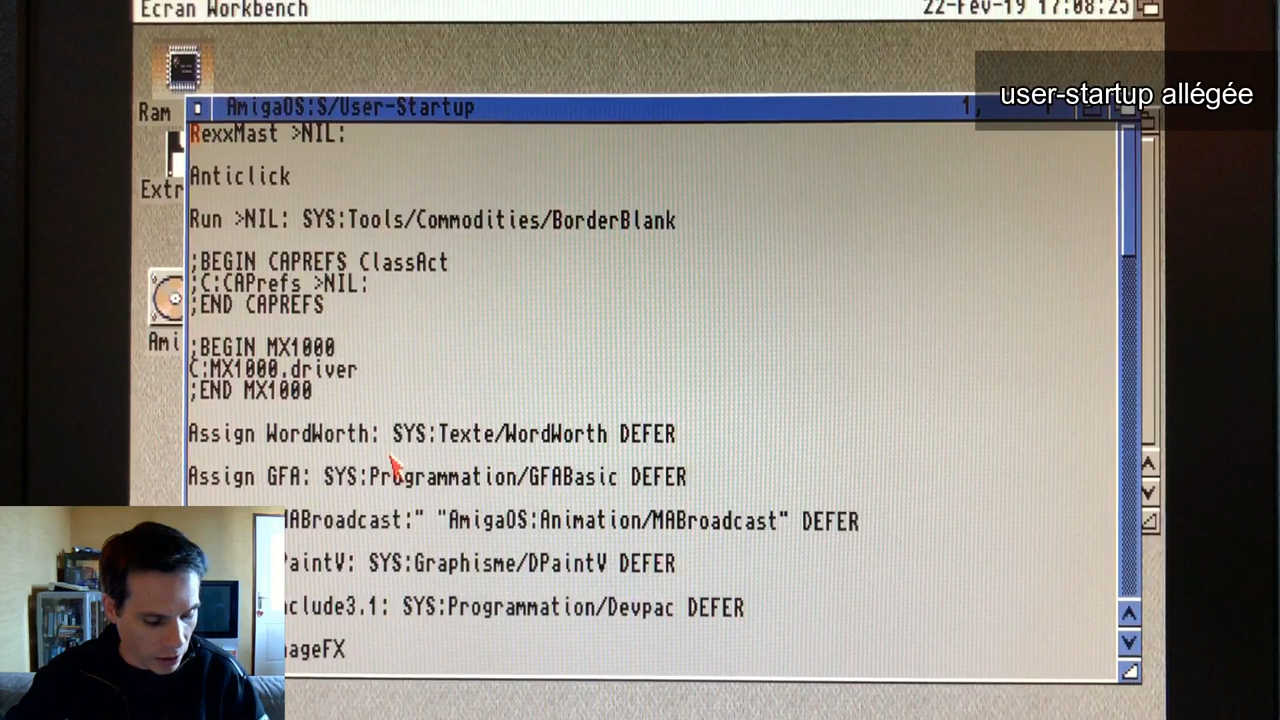 Ecran Workbench
22-Fev-19 17:08:25
user-startup allégée
Ram
AmigaOS:S/User-Startup
1,
RexxMast >NIL:
Anticlick
Extr
Run >NIL: SYS:Tools/Commodities/BorderBlank
;BEGIN CAPREFS ClassAct
;C:CAPrefs >NIL:
;END CAPREFS
Ami
;BEGIN MX1000
C:MX1000.driver
;END MX1000
Assign WordWorth: SYS:Texte/WordWorth DEFER
Assign GFA: SYS:Programmation/GFABasic DEFER
MABroadcast:" "AmigaOS:Animation/MABroadcast" DEFER
PaintV: SYS:Graphisme/DPaintV DEFER
nclude3.1: SYS:Programmation/Devpac DEFER
ageFX